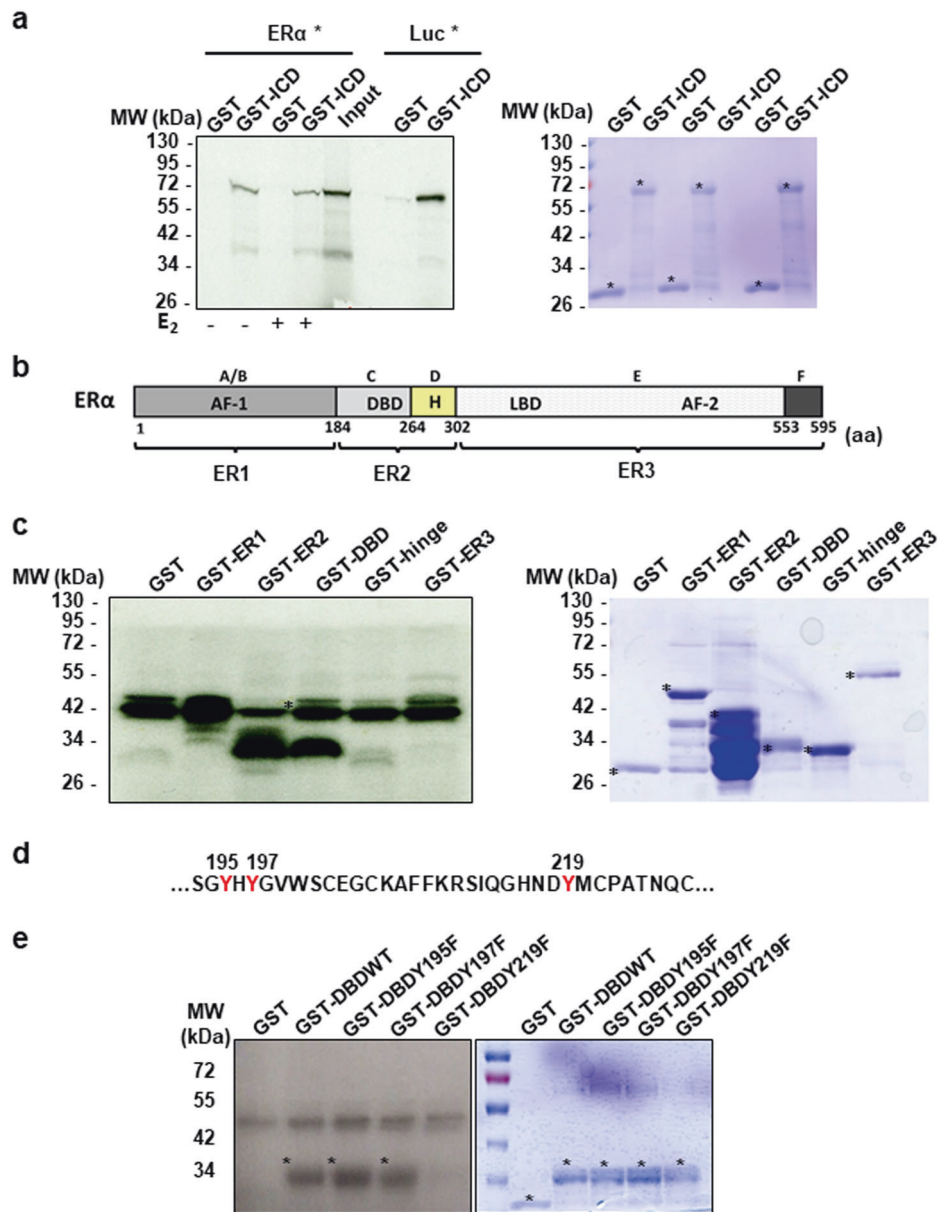 a
ERα *
Luc *
MW (kDa)
GST
GST-ICD
GST
GST-ICD
Input
GST
GST-ICD
130 -
95 -
72 -
55 -
42 -
34 -
26 -
E2 - - + +
MW (kDa)
GST
GST-ICD
GST
GST-ICD
GST
GST-ICD
130 -
95 -
72 -
55 -
42 -
34 -
26 -
*
*
*
*
*
*
b
A/B C D E F
ERα AF-1 DBD H LBD AF-2
1 184 264 302 553 595 (aa)
ER1 ER2 ER3
c
MW (kDa)
GST
GST-ER1
GST-ER2
GST-DBD
GST-hinge
GST-ER3
130 -
95 -
72 -
55 -
42 -
34 -
26 -
*
MW (kDa)
GST
GST-ER1
GST-ER2
GST-DBD
GST-hinge
GST-ER3
130 -
95 -
72 -
55 -
42 -
34 -
26 -
*
*
*
*
*
*
d
195 197 219
...SGYHYGVWSCEGCKAFFKRSIQGHNDYMCPATNQC...
e
MW
(kDa)
GST
GST-DBDWT
GST-DBDY195F
GST-DBDY197F
GST-DBDY219F
72
55
42
34
* * *
GST
GST-DBDWT
GST-DBDY195F
GST-DBDY197F
GST-DBDY219F
* * * *
*